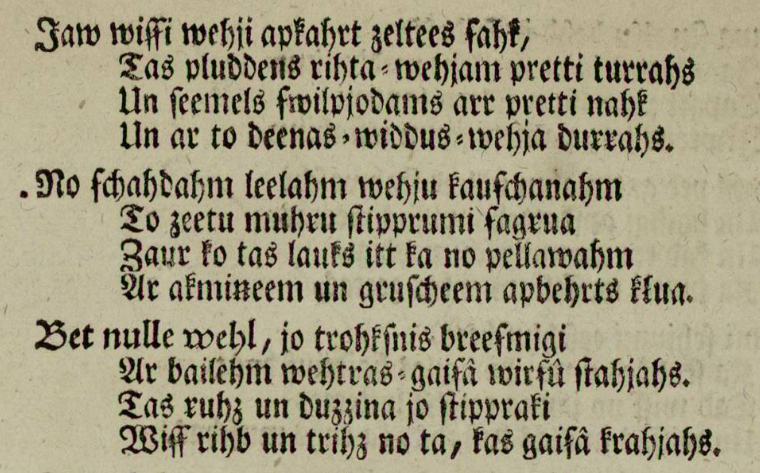 Jaw wiſſi wehji apkahrt zeltees ſahk,
Tas pluddens rihta-wehjam pretti turrahs
Un ſeemels ſwilpjodams arr pretti nahk
Un ar to deenas-widdus-wehja durrahs.
No ſchahdahm leelahm wehju kauſchanahm
To zeetu muhru ſtipprumi ſagrua
Zaur ko tas lauks itt ka no pellawahm
Ar akmineem un gruſcheem apbehrts klua.
Bet nulle wehl, jo trohkſnis breeſmigi
Ar bailehm wehtras-gaiſâ wirſû ſtahjahs.
Tas ruhz un duzzina jo ſtippraki
Wiſſ rihb un trihz no ta, kas gaiſâ krahjahs.